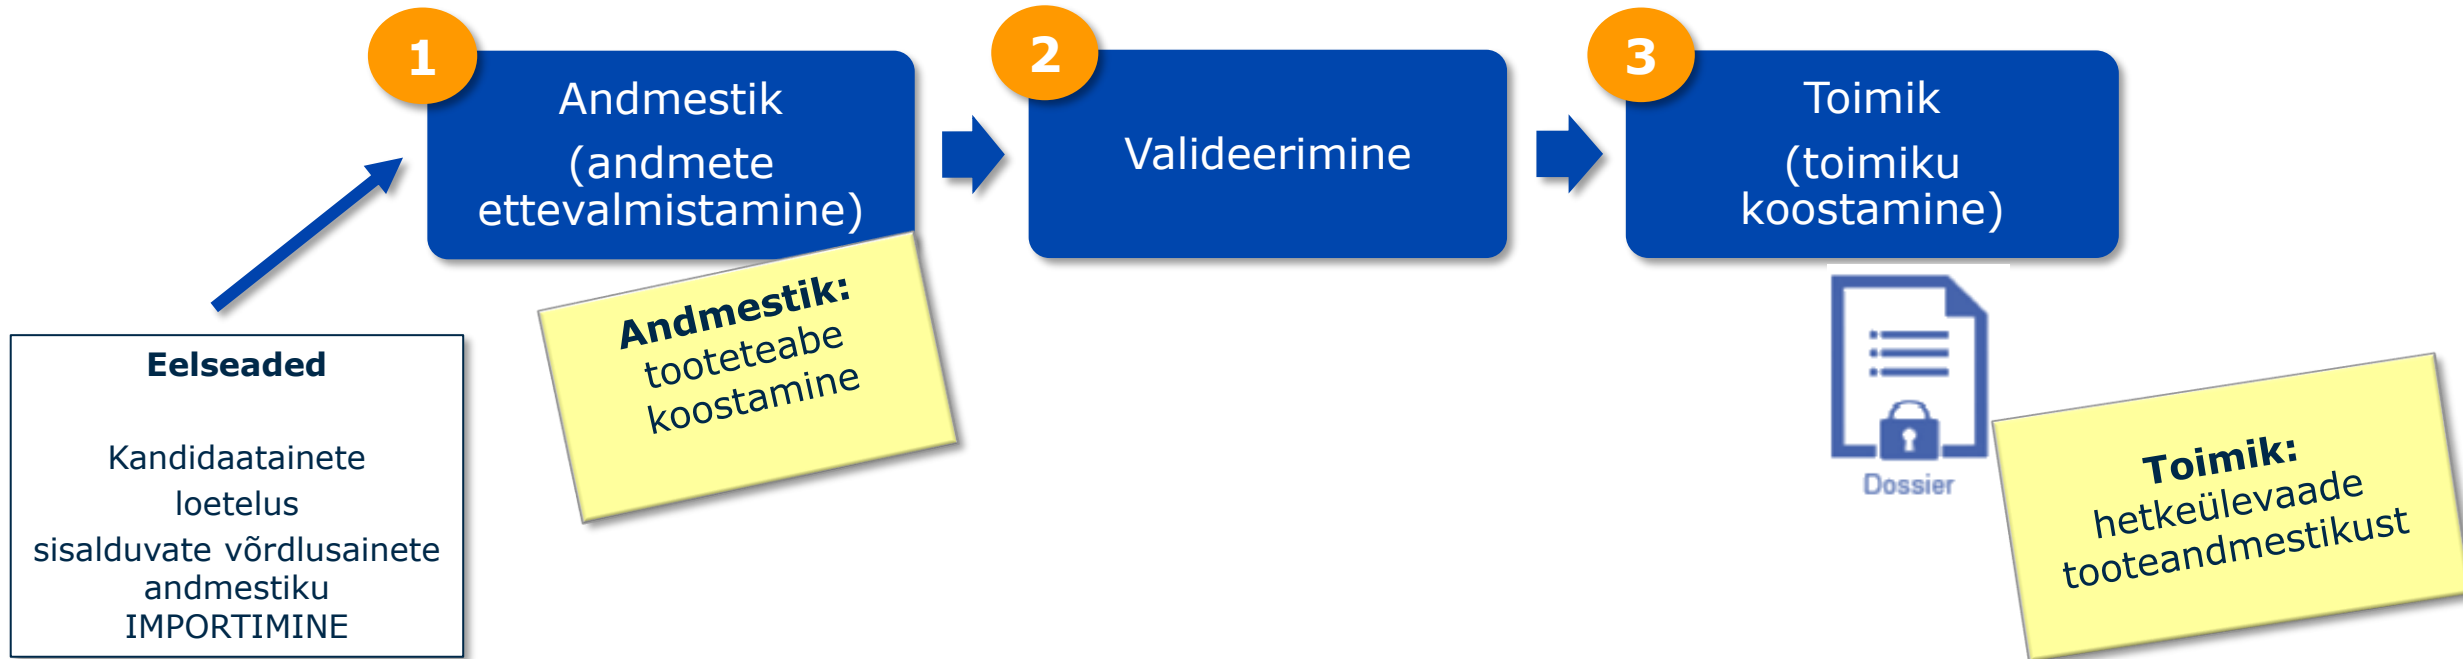 1
Andmestik
(andmete
ettevalmistamine)
2
Valideerimine
3
Toimik
(toimiku
koostamine)
Eelseaded
Kandidaatainete
loetelus
sisalduvate võrdlusainete
andmestiku
IMPORTIMINE
Andmestik:
tooteteabe
koostamine
Dossier
Toimik:
hetkeülevaade
tooteandmestikust